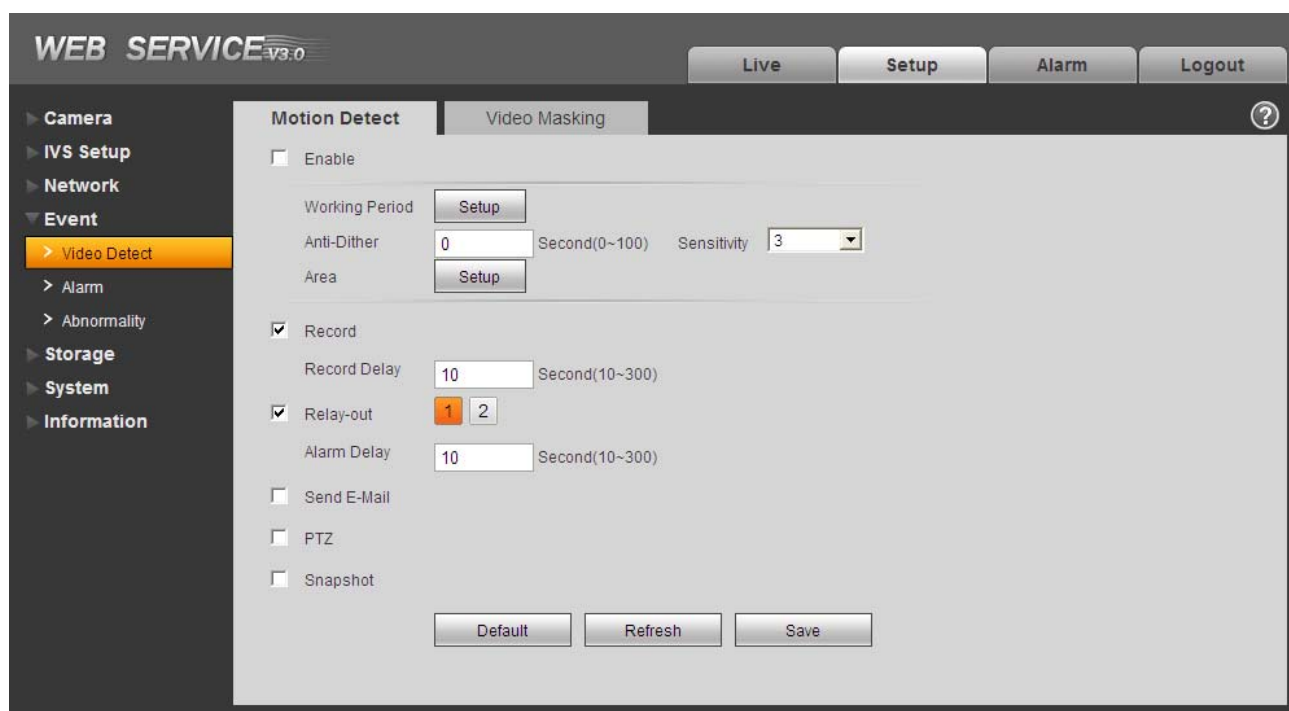 WEB SERVICE V3.0
Live Setup Alarm Logout
Camera
IVS Setup
Network
Event
> Video Detect
> Alarm
> Abnormality
Storage
System
Information
Motion Detect Video Masking ?
Enable
Working Period Setup
Anti-Dither 0 Second(0~100) Sensitivity 3
Area Setup
Record
Record Delay 10 Second(10~300)
Relay-out 1 2
Alarm Delay 10 Second(10~300)
Send E-Mail
PTZ
Snapshot
Default Refresh Save